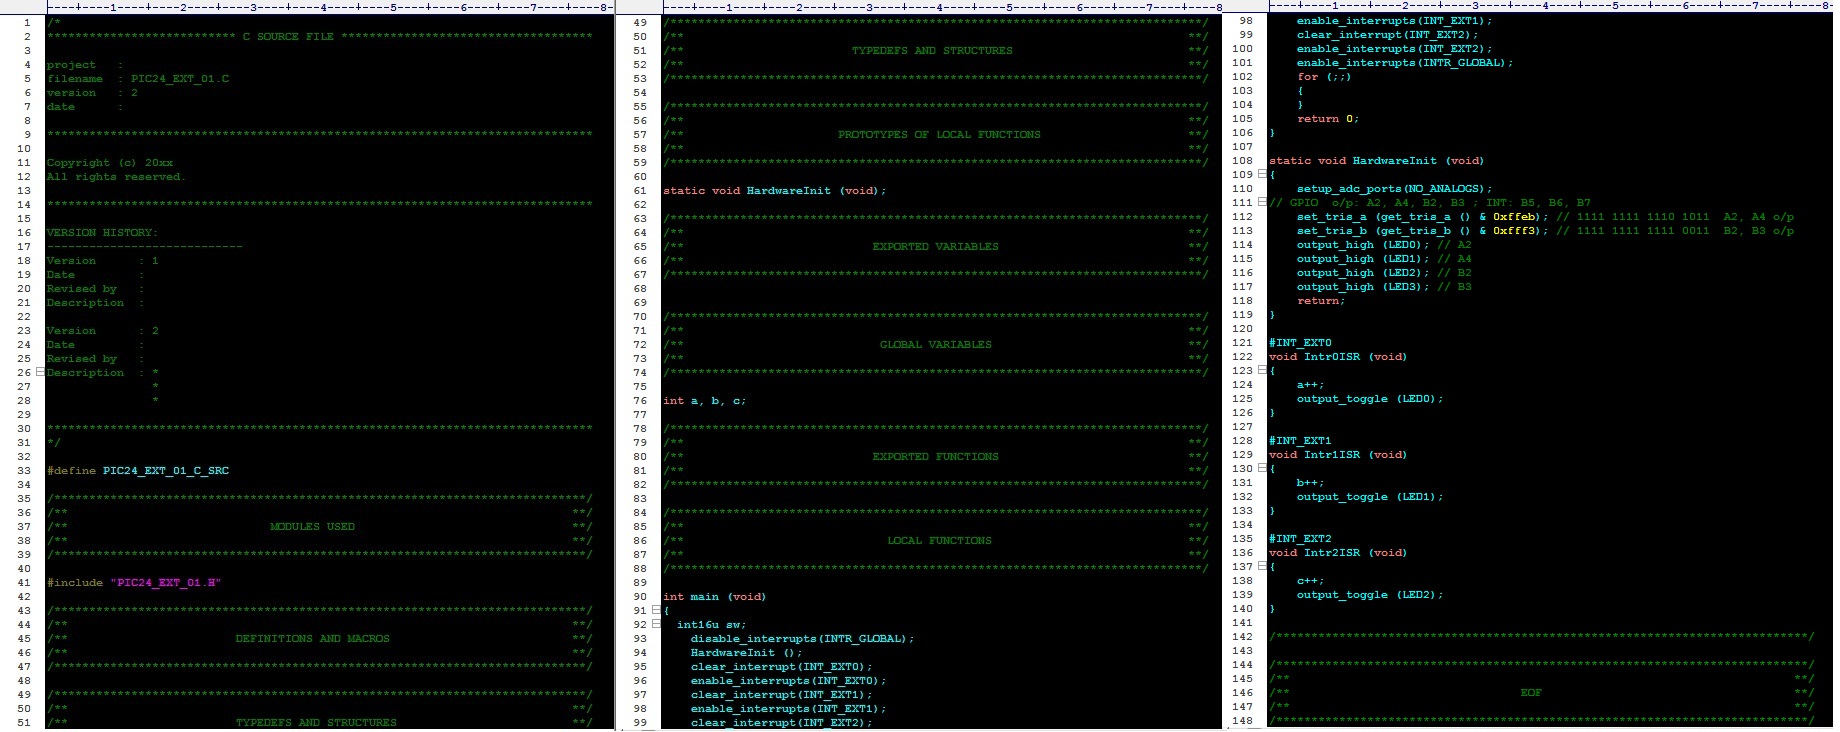 ----+----1----+----2----+----3----+----4----+----5----+----6----+----7----+----8-
1 /*
2 *************************** C SOURCE FILE ************************************
3
4 project   :
5 filename  : PIC24_EXT_01.C
6 version   : 2
7 date      :
8
9 ******************************************************************************
10
11 Copyright (c) 20xx
12 All rights reserved.
13
14 ******************************************************************************
15
16 VERSION HISTORY:
17 ----------------------------
18 Version      : 1
19 Date         :
20 Revised by   :
21 Description  :
22
23 Version      : 2
24 Date         :
25 Revised by   :
26 Description  : *
27                *
28                *
29
30 ******************************************************************************
31 */
32
33 #define PIC24_EXT_01_C_SRC
34
35 /****************************************************************************/
36 /**                                                                        **/
37 /**                             MODULES USED                               **/
38 /**                                                                        **/
39 /****************************************************************************/
40
41 #include "PIC24_EXT_01.H"
42
43 /****************************************************************************/
44 /**                                                                        **/
45 /**                        DEFINITIONS AND MACROS                          **/
46 /**                                                                        **/
47 /****************************************************************************/
48
49 /****************************************************************************/
50 /**                                                                        **/
51 /**                        TYPEDEFS AND STRUCTURES                         **/
----+----1----+----2----+----3----+----4----+----5----+----6----+----7----+----8
49 /****************************************************************************/
50 /**                                                                        **/
51 /**                        TYPEDEFS AND STRUCTURES                         **/
52 /**                                                                        **/
53 /****************************************************************************/
54
55 /****************************************************************************/
56 /**                                                                        **/
57 /**                      PROTOTYPES OF LOCAL FUNCTIONS                     **/
58 /**                                                                        **/
59 /****************************************************************************/
60
61 static void HardwareInit (void);
62
63 /****************************************************************************/
64 /**                                                                        **/
65 /**                           EXPORTED VARIABLES                           **/
66 /**                                                                        **/
67 /****************************************************************************/
68
69
70 /****************************************************************************/
71 /**                                                                        **/
72 /**                            GLOBAL VARIABLES                            **/
73 /**                                                                        **/
74 /****************************************************************************/
75
76 int a, b, c;
77
78 /****************************************************************************/
79 /**                                                                        **/
80 /**                           EXPORTED FUNCTIONS                           **/
81 /**                                                                        **/
82 /****************************************************************************/
83
84 /****************************************************************************/
85 /**                                                                        **/
86 /**                             LOCAL FUNCTIONS                            **/
87 /**                                                                        **/
88 /****************************************************************************/
89
90 int main (void)
91 {
92   int16u sw;
93     disable_interrupts(INTR_GLOBAL);
94     HardwareInit ();
95     clear_interrupt(INT_EXT0);
96     enable_interrupts(INT_EXT0);
97     clear_interrupt(INT_EXT1);
98     enable_interrupts(INT_EXT1);
99     clear_interrupt(INT_EXT2);
----+----1----+----2----+----3----+----4----+----5----+----6----+----7----+----8-
98     enable_interrupts(INT_EXT1);
99     clear_interrupt(INT_EXT2);
100     enable_interrupts(INT_EXT2);
101     enable_interrupts(INTR_GLOBAL);
102     for (;;)
103     {
104     }
105     return 0;
106 }
107
108 static void HardwareInit (void)
109 {
110     setup_adc_ports(NO_ANALOGS);
111 // GPIO  o/p: A2, A4, B2, B3 ; INT: B5, B6, B7
112     set_tris_a (get_tris_a () & 0xffeb); // 1111 1111 1110 1011  A2, A4 o/p
113     set_tris_b (get_tris_b () & 0xfff3); // 1111 1111 1111 0011  B2, B3 o/p
114     output_high (LED0); // A2
115     output_high (LED1); // A4
116     output_high (LED2); // B2
117     output_high (LED3); // B3
118     return;
119 }
120
121 #INT_EXT0
122 void Intr0ISR (void)
123 {
124     a++;
125     output_toggle (LED0);
126 }
127
128 #INT_EXT1
129 void Intr1ISR (void)
130 {
131     b++;
132     output_toggle (LED1);
133 }
134
135 #INT_EXT2
136 void Intr2ISR (void)
137 {
138     c++;
139     output_toggle (LED2);
140 }
141
142 /****************************************************************************/
143
144 /****************************************************************************/
145 /**                                                                        **/
146 /**                                  EOF                                   **/
147 /**                                                                        **/
148 /****************************************************************************/